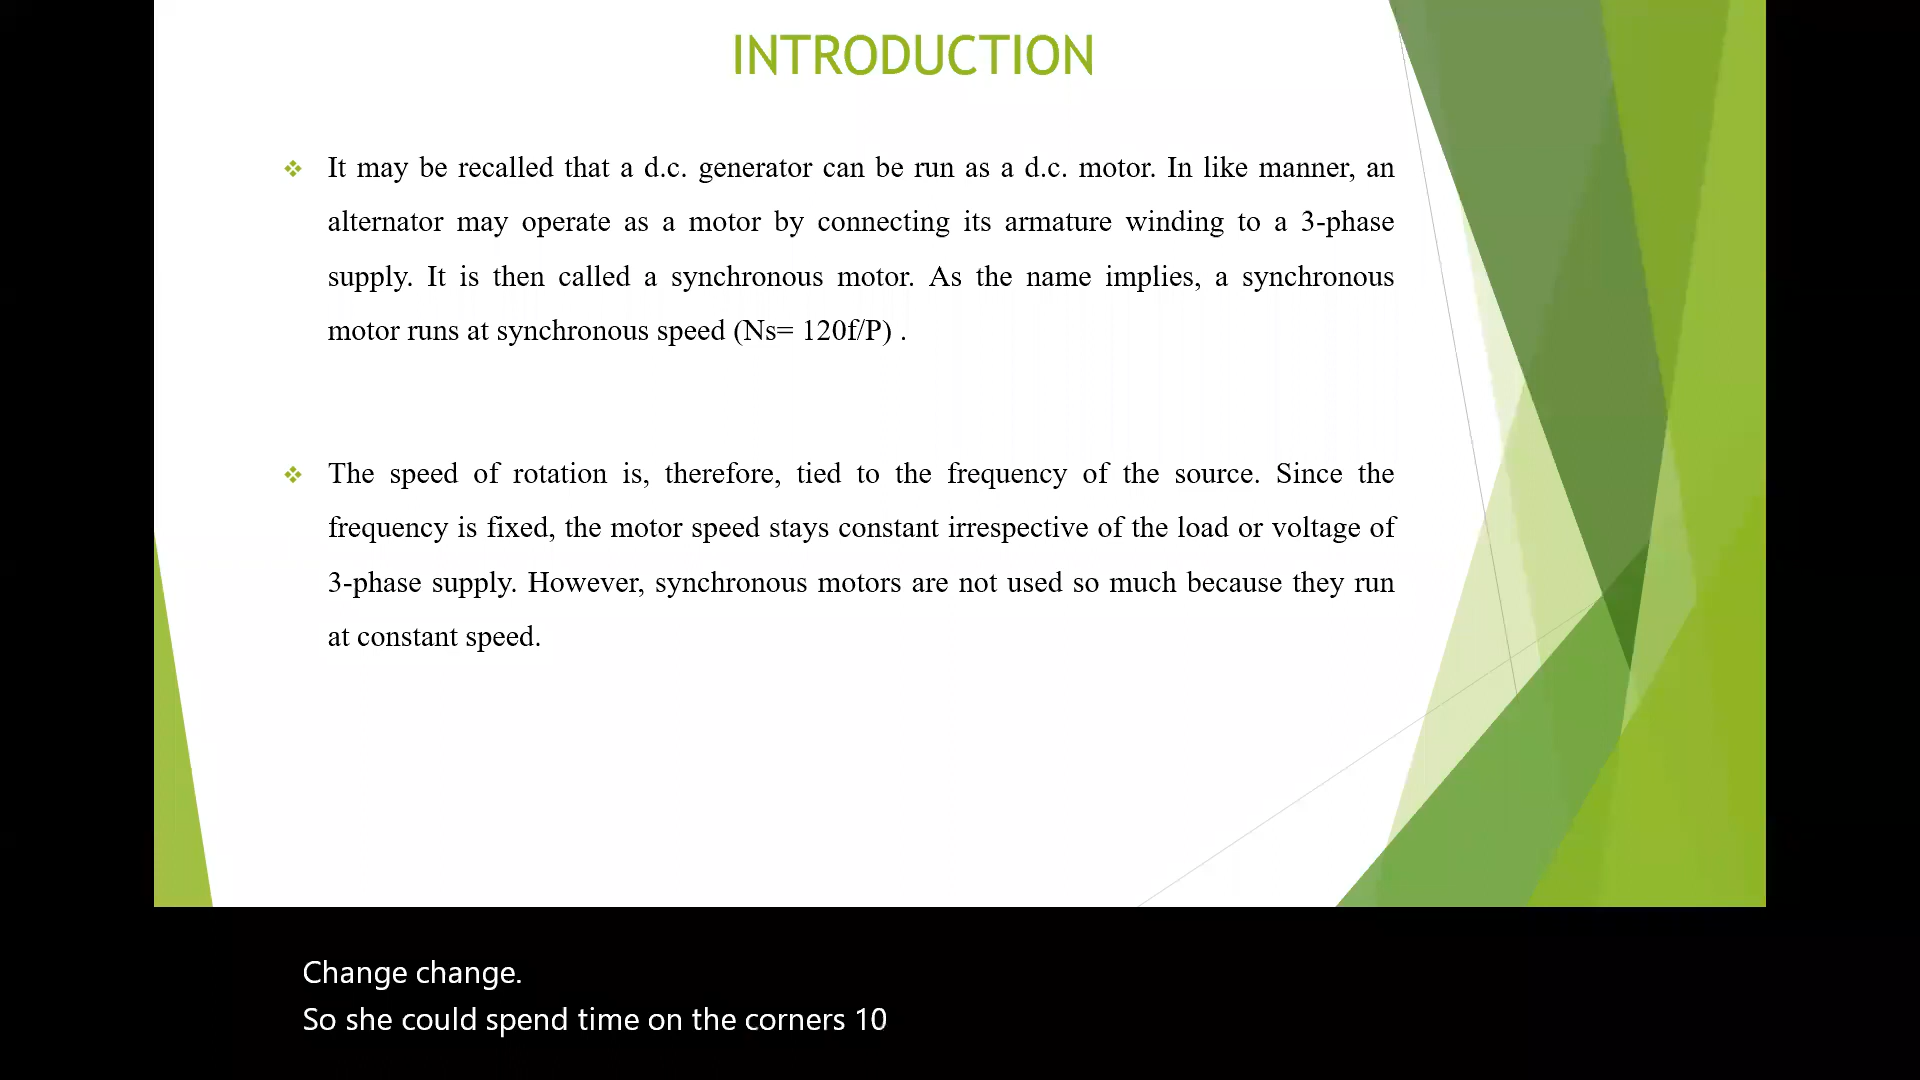 INTRODUCTION
It may be recalled that a d.c. generator can be run as a d.c. motor. In like manner, an
alternator may operate as a motor by connecting its armature winding to a 3-phase
supply. It is then called a synchronous motor. As the name implies, a synchronous
motor runs at synchronous speed (Ns= 120f/P) .
The speed of rotation is, therefore, tied to the frequency of the source. Since the
frequency is fixed, the motor speed stays constant irrespective of the load or voltage of
3-phase supply. However, synchronous motors are not used so much because they run
at constant speed.
Change change.
So she could spend time on the corners 10